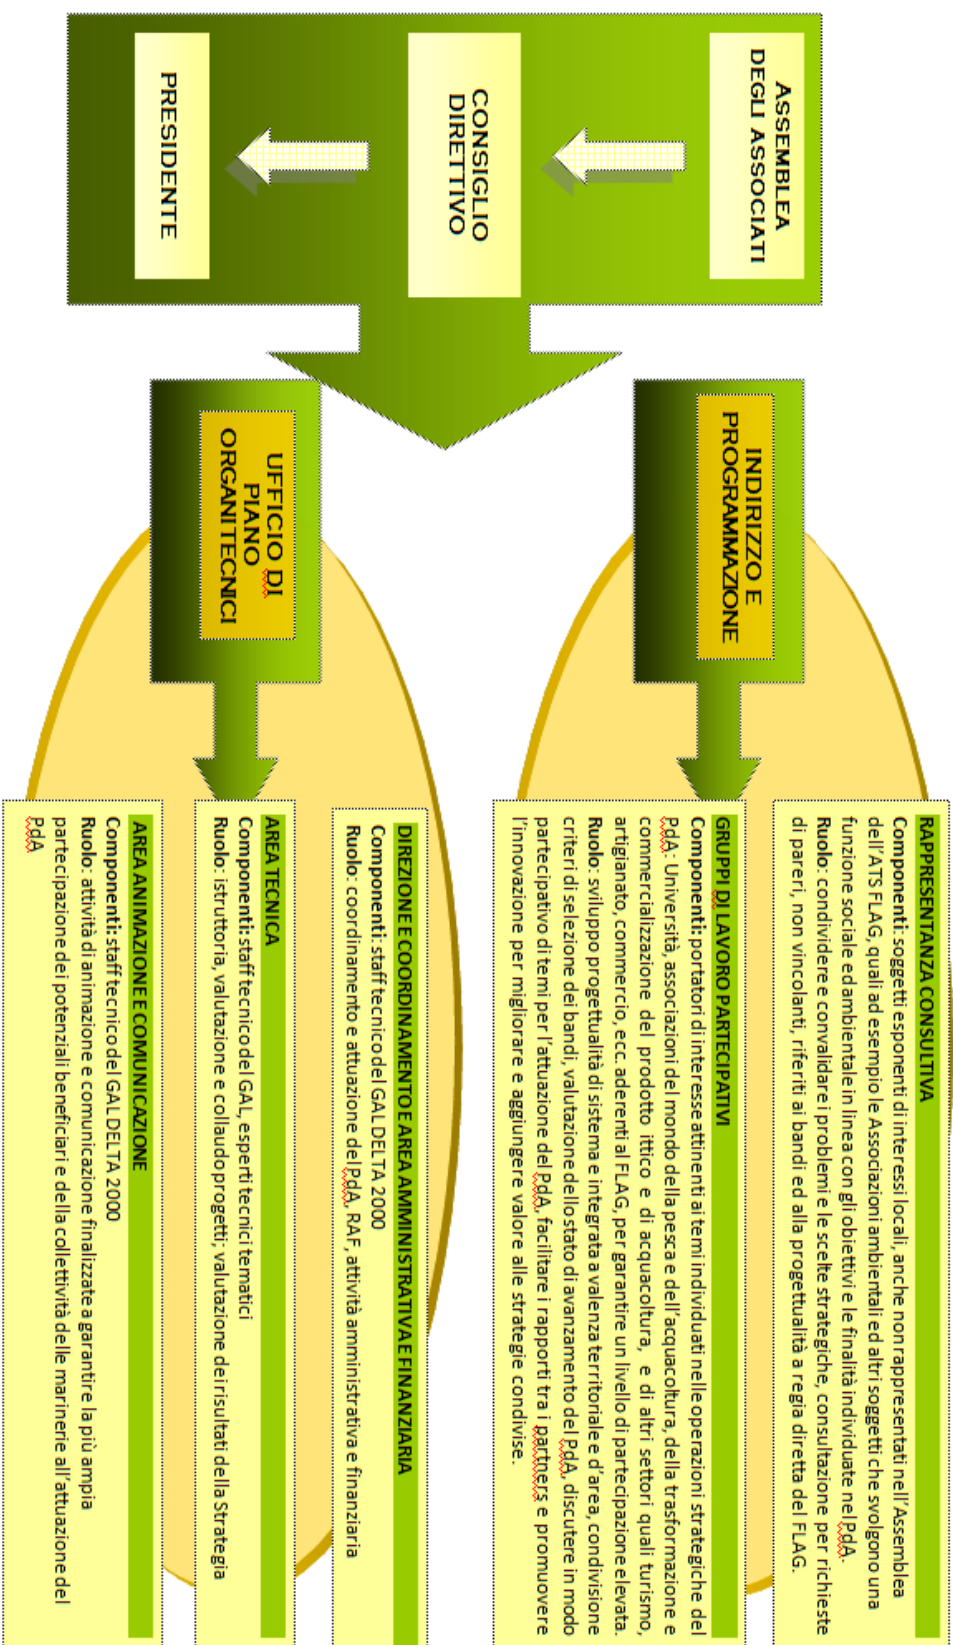 ASSEMBLEA
DEGLI ASSOCIATI
CONSIGLIO
DIRETTIVO
PRESIDENTE
INDIRIZZO E
PROGRAMMAZIONE
RAPPRESENTANZA CONSULTIVA
Componenti: soggetti esponenti di interessi locali, anche non rappresentati nell'Assemblea
dell'ATS FLAG, quali ad esempio le Associazioni ambientali ed altri soggetti che svolgono una
funzione sociale ed ambientale in linea con gli obiettivi e le finalità individuate nel PdA.
Ruolo: condividere e convalidare i problemi e le scelte strategiche, consultazione per richieste
di pareri, non vincolanti, riferiti ai bandi ed alla progettualità a regia diretta del FLAG.
GRUPPI DI LAVORO PARTECIPATIVI
Componenti: portatori di interesse attinenti ai temi individuati nelle operazioni strategiche del
PdA: Università, associazioni del mondo della pesca e dell'acquacoltura, della trasformazione e
commercializzazione del prodotto ittico e di acquacoltura, e di altri settori quali turismo,
artigianato, commercio, ecc. aderenti al FLAG, per garantire un livello di partecipazione elevata.
Ruolo: sviluppo progettualità di sistema e integrata a valenza territoriale e d'area, condivisione
criteri di selezione dei bandi, valutazione dello stato di avanzamento del PdA, discutere in modo
partecipativo di temi per l'attuazione del PdA, facilitare i rapporti tra i partners e promuovere
l'innovazione per migliorare e aggiungere valore alle strategie condivise.
UFFICIO DI
PIANO
ORGANI TECNICI
DIREZIONE E COORDINAMENTO E AREA AMMINISTRATIVA E FINANZIARIA
Componenti: staff tecnico del GAL DELTA 2000
Ruolo: coordinamento e attuazione del PdA, RAF, attività amministrativa e finanziaria
AREA TECNICA
Componenti: staff tecnico del GAL, esperti tecnici tematici
Ruolo: istruttoria, valutazione e collaudo progetti; valutazione dei risultati della Strategia
AREA ANIMAZIONE E COMUNICAZIONE
Componenti: staff tecnico del GAL DELTA 2000
Ruolo: attività di animazione e comunicazione finalizzate a garantire la più ampia
partecipazione dei potenziali beneficiari e della collettività delle marinerie all'attuazione del
PdA